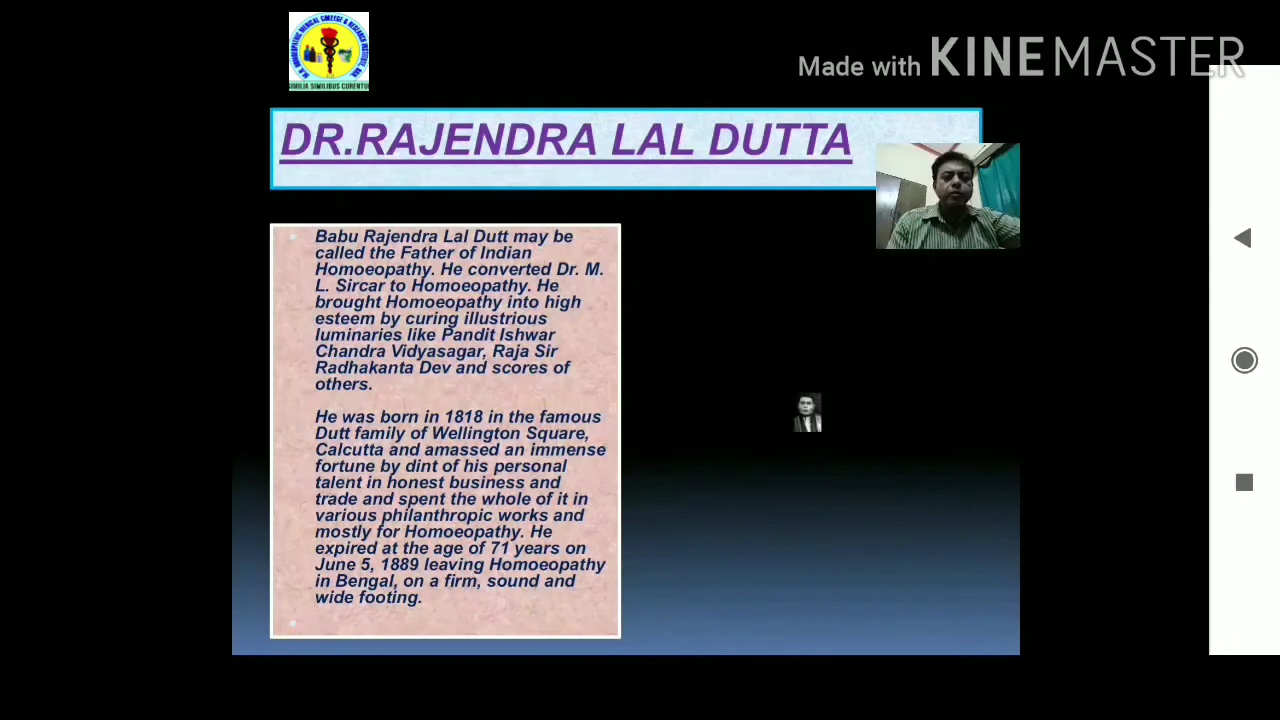 Made with KINEMASTER
SIMILIA SIMILIBUS CURENTU
DR.RAJENDRA LAL DUTTA
Babu Rajendra Lal Dutt may be
called the Father of Indian
Homoeopathy. He converted Dr. M.
L. Sircar to Homoeopathy. He
brought Homoeopathy into high
esteem by curing illustrious
luminaries like Pandit Ishwar
Chandra Vidyasagar, Raja Sir
Radhakanta Dev and scores of
others.
He was born in 1818 in the famous
Dutt family of Wellington Square,
Calcutta and amassed an immense
fortune by dint of his personal
talent in honest business and
trade and spent the whole of it in
various philanthropic works and
mostly for Homoeopathy. He
expired at the age of 71 years on
June 5, 1889 leaving Homoeopathy
in Bengal, on a firm, sound and
wide footing.